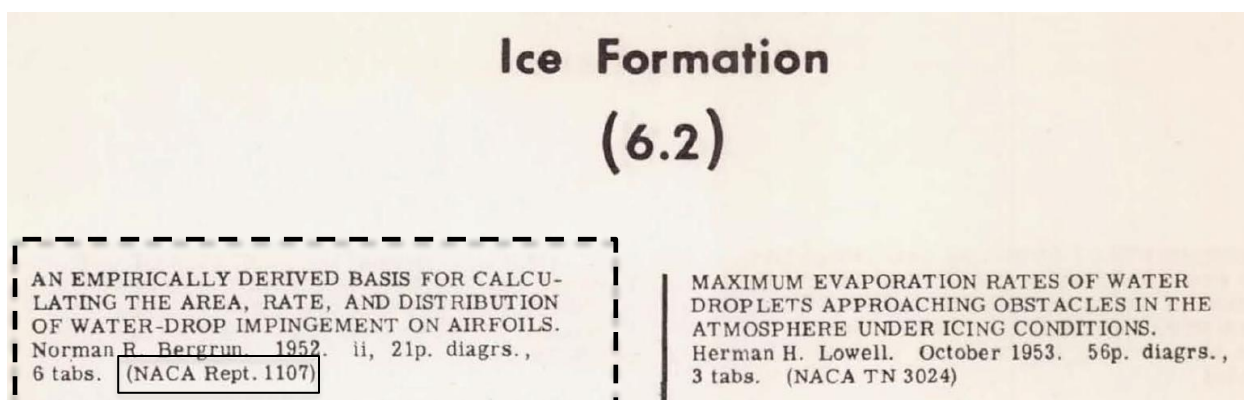 Ice Formation
(6.2)
AN EMPIRICALLY DERIVED BASIS FOR CALCU-
LATING THE AREA, RATE, AND DISTRIBUTION
OF WATER-DROP IMPINGEMENT ON AIRFOILS.
Norman R. Bergrun. 1952. ii, 21p. diagrs.,
6 tabs. (NACA Rept. 1107)
MAXIMUM EVAPORATION RATES OF WATER
DROPLETS APPROACHING OBSTACLES IN THE
ATMOSPHERE UNDER ICING CONDITIONS.
Herman H. Lowell. October 1953. 56p. diagrs.,
3 tabs. (NACA TN 3024)